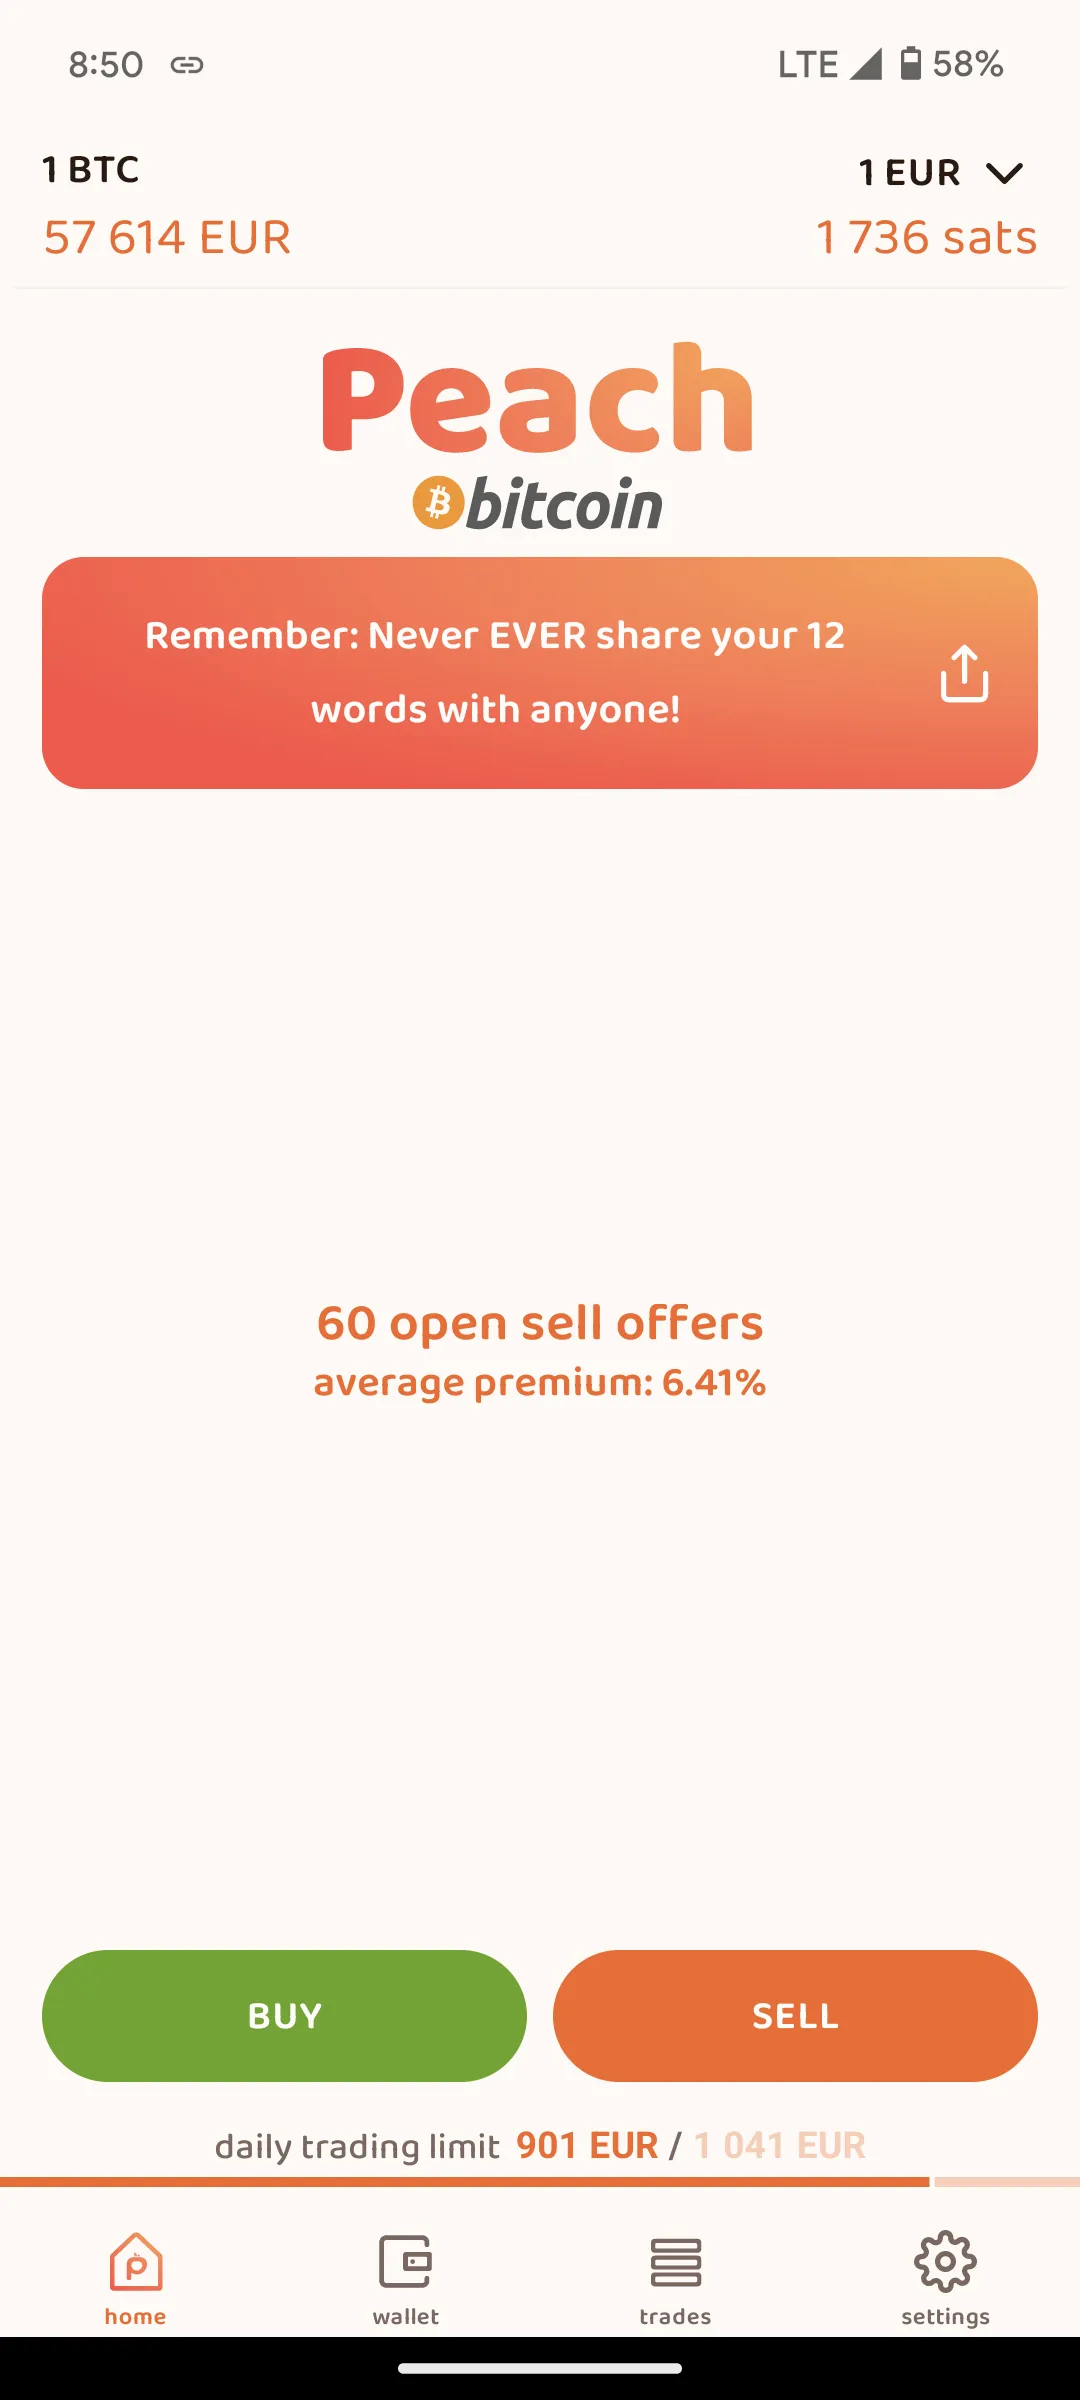 8:50 LTE 58%
1 BTC 1 EUR
57 614 EUR 1 736 sats
Peach
bitcoin
Remember: Never EVER share your 12
words with anyone!
60 open sell offers
average premium: 6.41%
BUY SELL
daily trading limit 901 EUR / 1 041 EUR
home wallet trades settings